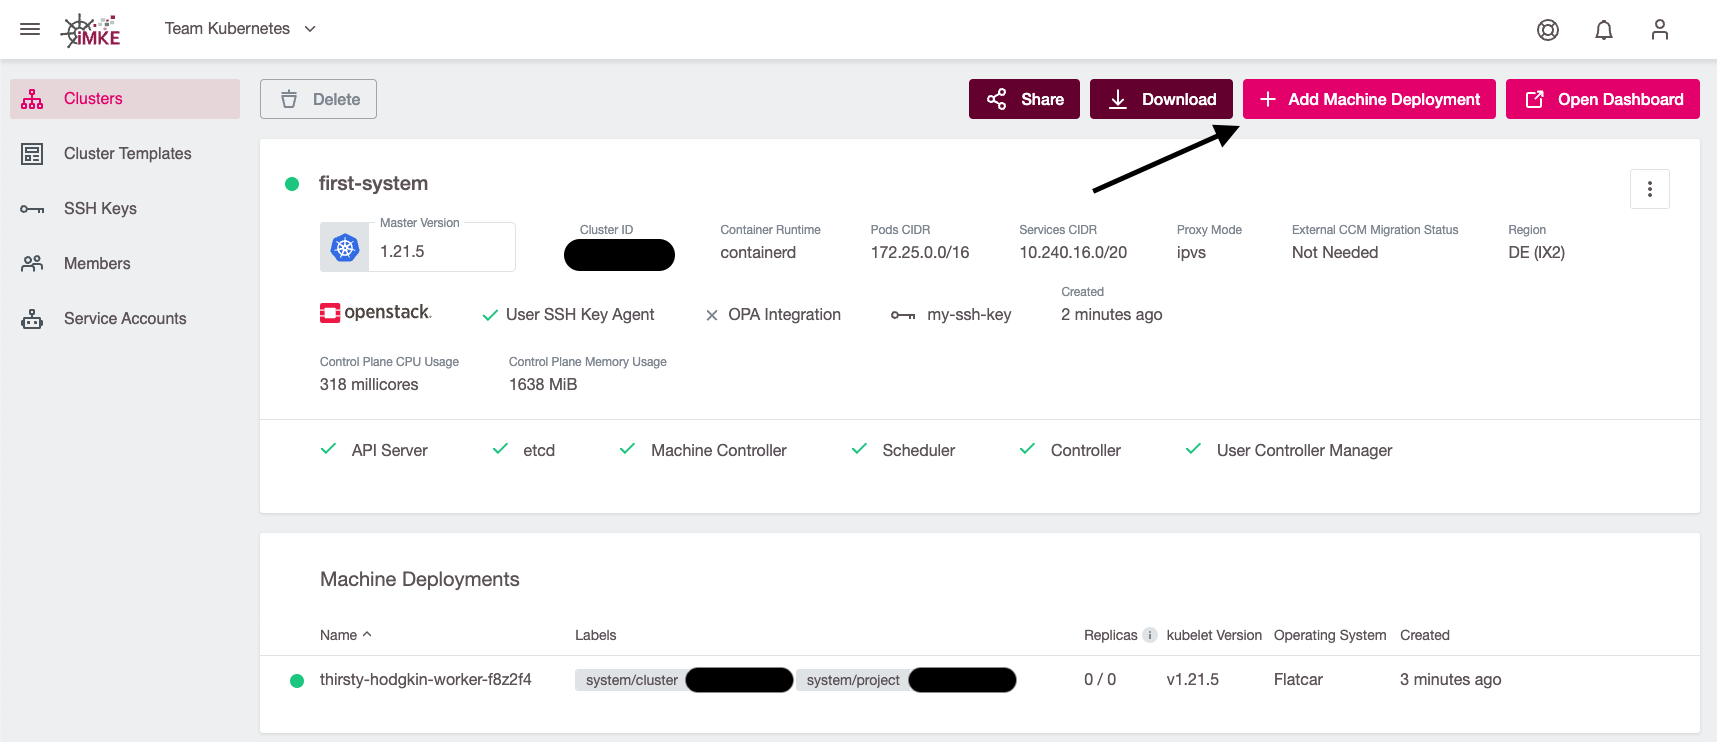 iMKE
Team Kubernetes
Clusters
Cluster Templates
SSH Keys
Members
Service Accounts
Delete
Share
Download
Add Machine Deployment
Open Dashboard
first-system
Master Version
1.21.5
Cluster ID
Container Runtime
containerd
Pods CIDR
172.25.0.0/16
Services CIDR
10.240.16.0/20
Proxy Mode
ipvs
External CCM Migration Status
Not Needed
Region
DE (IX2)
openstack.
User SSH Key Agent
OPA Integration
my-ssh-key
Created
2 minutes ago
Control Plane CPU Usage
318 millicores
Control Plane Memory Usage
1638 MiB
API Server
etcd
Machine Controller
Scheduler
Controller
User Controller Manager
Machine Deployments
Name Labels Replicas i kubelet Version Operating System Created
thirsty-hodgkin-worker-f8z2f4 system/cluster system/project 0 / 0 v1.21.5 Flatcar 3 minutes ago